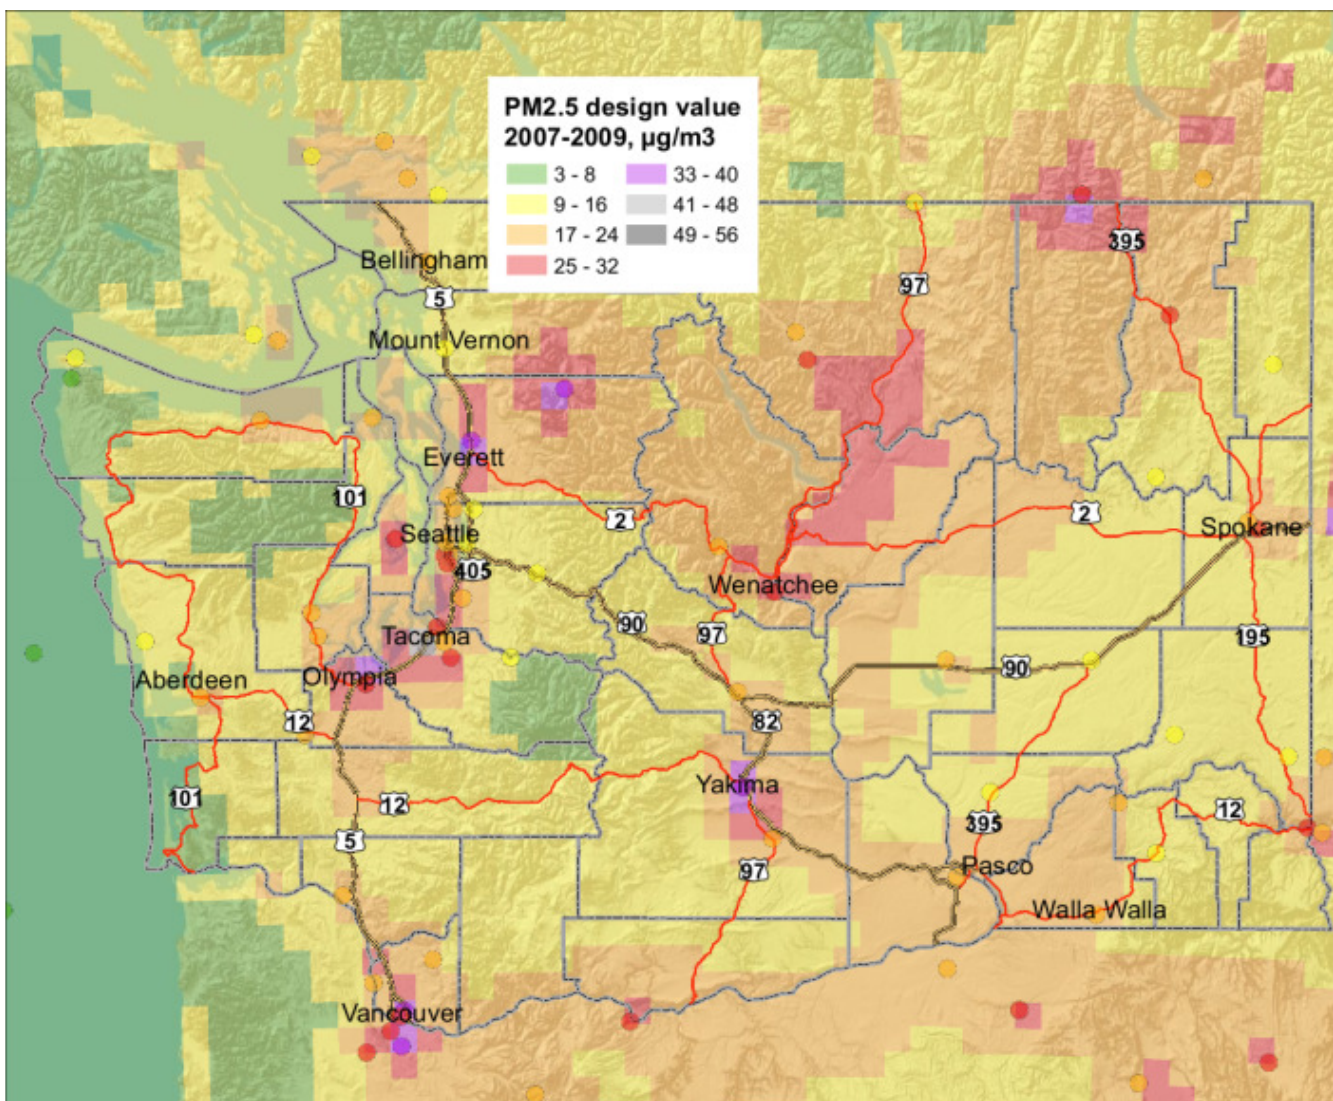 PM2.5 design value
2007-2009, µg/m3
3 - 8
33 - 40
9 - 16
41 - 48
17 - 24
49 - 56
25 - 32
395
Bellingham
97
5
Mount Vernon
Everett
101
2
2
Seattle
Spokane
405
Wenatchee
90
97
Tacoma
195
90
Aberdeen
Olympia
12
82
Yakima
101
12
12
395
5
97
Pasco
Walla Walla
Vancouver